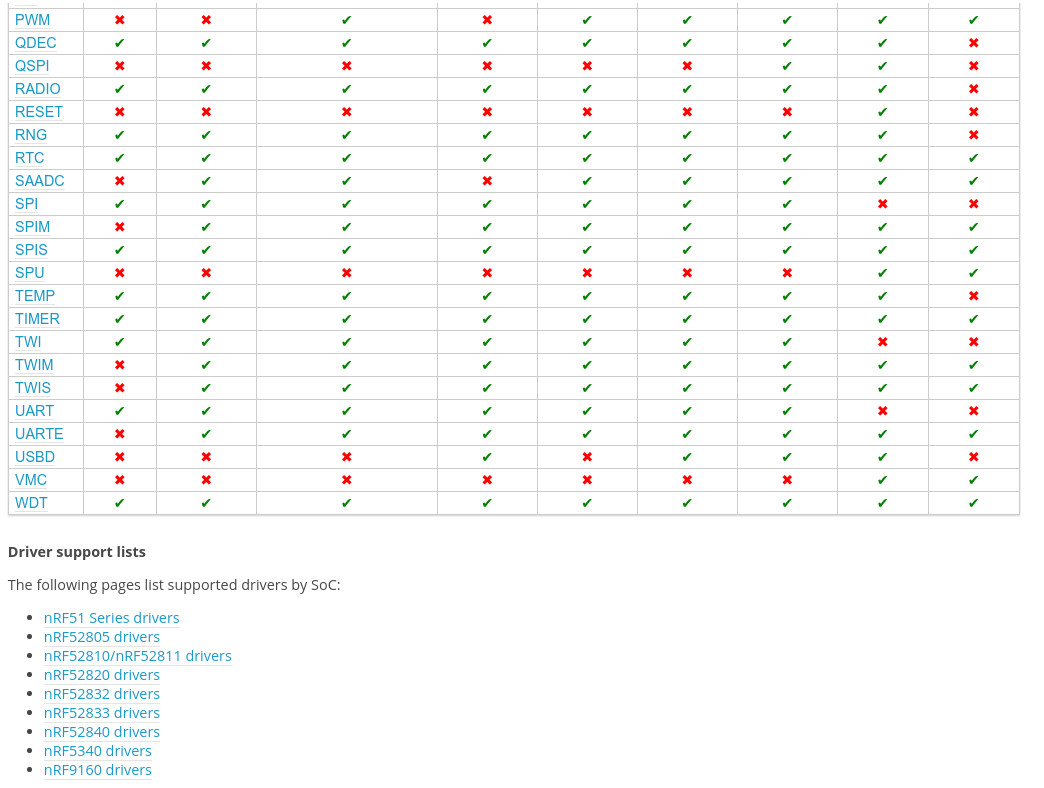 PWM ✖ ✖ ✔ ✖ ✔ ✔ ✔ ✔ ✔
QDEC ✔ ✔ ✔ ✔ ✔ ✔ ✔ ✔ ✖
QSPI ✖ ✖ ✖ ✖ ✖ ✖ ✔ ✔ ✖
RADIO ✔ ✔ ✔ ✔ ✔ ✔ ✔ ✔ ✖
RESET ✖ ✖ ✖ ✖ ✖ ✖ ✖ ✔ ✖
RNG ✔ ✔ ✔ ✔ ✔ ✔ ✔ ✔ ✖
RTC ✔ ✔ ✔ ✔ ✔ ✔ ✔ ✔ ✔
SAADC ✖ ✔ ✔ ✖ ✔ ✔ ✔ ✔ ✔
SPI ✔ ✔ ✔ ✔ ✔ ✔ ✔ ✖ ✖
SPIM ✖ ✔ ✔ ✔ ✔ ✔ ✔ ✔ ✔
SPIS ✔ ✔ ✔ ✔ ✔ ✔ ✔ ✔ ✔
SPU ✖ ✖ ✖ ✖ ✖ ✖ ✖ ✔ ✔
TEMP ✔ ✔ ✔ ✔ ✔ ✔ ✔ ✔ ✖
TIMER ✔ ✔ ✔ ✔ ✔ ✔ ✔ ✔ ✔
TWI ✔ ✔ ✔ ✔ ✔ ✔ ✔ ✖ ✖
TWIM ✖ ✔ ✔ ✔ ✔ ✔ ✔ ✔ ✔
TWIS ✖ ✔ ✔ ✔ ✔ ✔ ✔ ✔ ✔
UART ✔ ✔ ✔ ✔ ✔ ✔ ✔ ✖ ✖
UARTE ✖ ✔ ✔ ✔ ✔ ✔ ✔ ✔ ✔
USBD ✖ ✖ ✖ ✔ ✖ ✔ ✔ ✔ ✖
VMC ✖ ✖ ✖ ✖ ✖ ✖ ✖ ✔ ✔
WDT ✔ ✔ ✔ ✔ ✔ ✔ ✔ ✔ ✔
Driver support lists
The following pages list supported drivers by SoC:
• nRF51 Series drivers
• nRF52805 drivers
• nRF52810/nRF52811 drivers
• nRF52820 drivers
• nRF52832 drivers
• nRF52833 drivers
• nRF52840 drivers
• nRF5340 drivers
• nRF9160 drivers